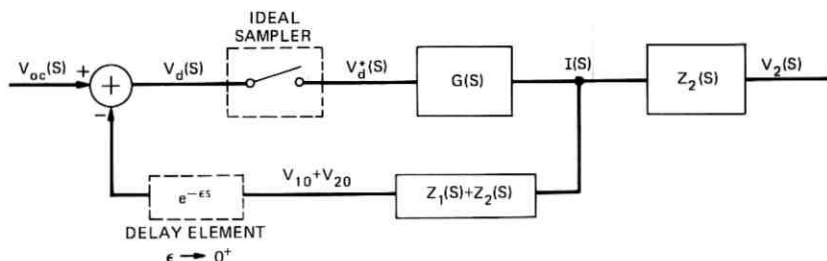 IDEAL
SAMPLER
V_oc(S)
+
+
V_d(S)
V_d^*(S)
G(S)
I(S)
Z_2(S)
V_2(S)
−
e^{-ϵS}
V_10+V_20
Z_1(S)+Z_2(S)
DELAY ELEMENT
ϵ → 0^+